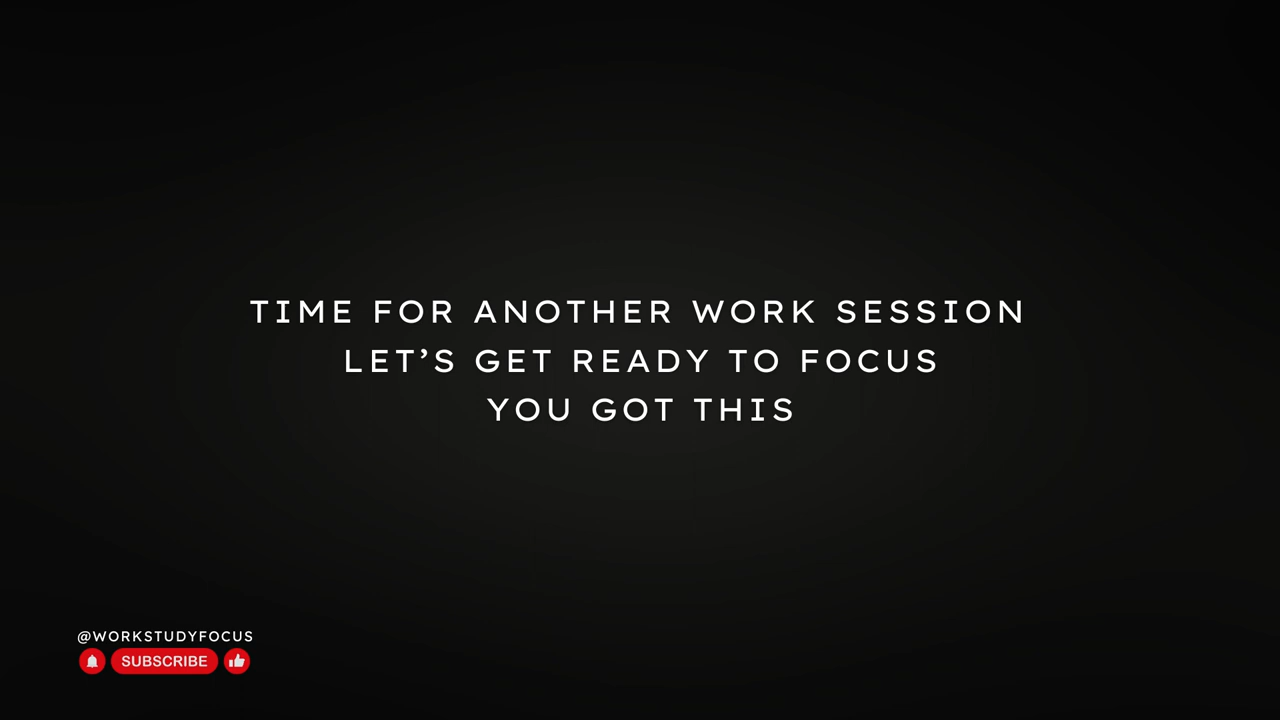 TIME FOR ANOTHER WORK SESSION
LET’S GET READY TO FOCUS
YOU GOT THIS
@WORKSTUDYFOCUS
SUBSCRIBE